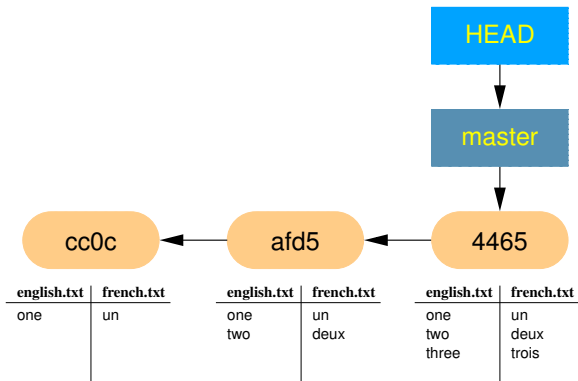 HEAD
master
cc0c afd5 4465
english.txt french.txt english.txt french.txt english.txt french.txt
one un one un one un
two deux two deux
three trois